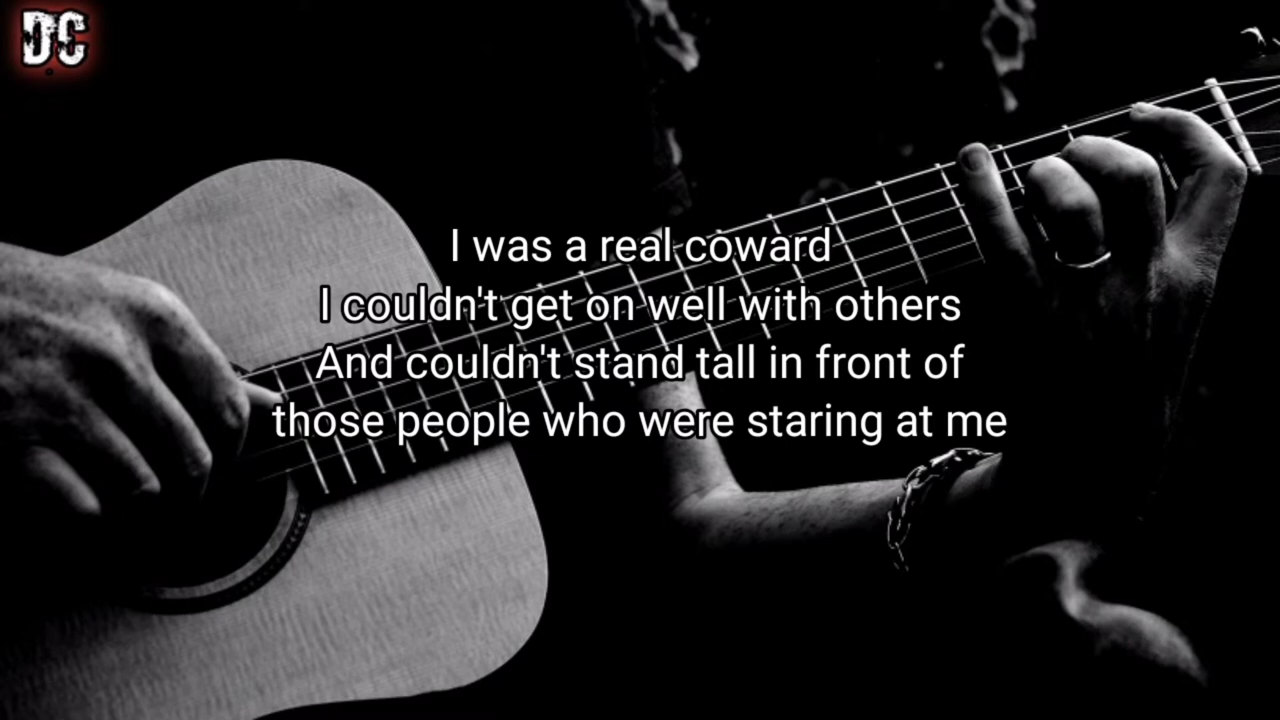 DC
I was a real coward
I couldn't get on well with others
And couldn't stand tall in front of
those people who were staring at me